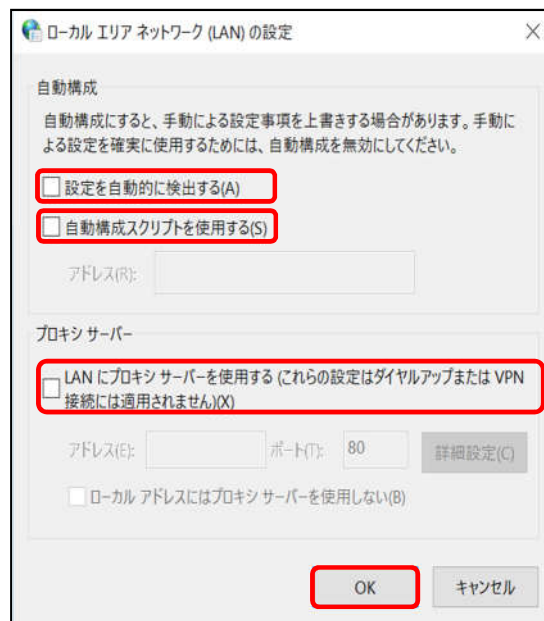 ローカル エリア ネットワーク (LAN) の設定
自動構成
自動構成にすると、手動による設定事項を上書きする場合があります。手動に
よる設定を確実に使用するためには、自動構成を無効にしてください。
設定を自動的に検出する(A)
自動構成スクリプトを使用する(S)
アドレス(R):
プロキシ サーバー
LAN にプロキシ サーバーを使用する (これらの設定はダイヤルアップまたは VPN
接続には適用されません)(X)
アドレス(E): ポート(T): 80 詳細設定(C)
ローカル アドレスにはプロキシ サーバーを使用しない(B)
OK キャンセル